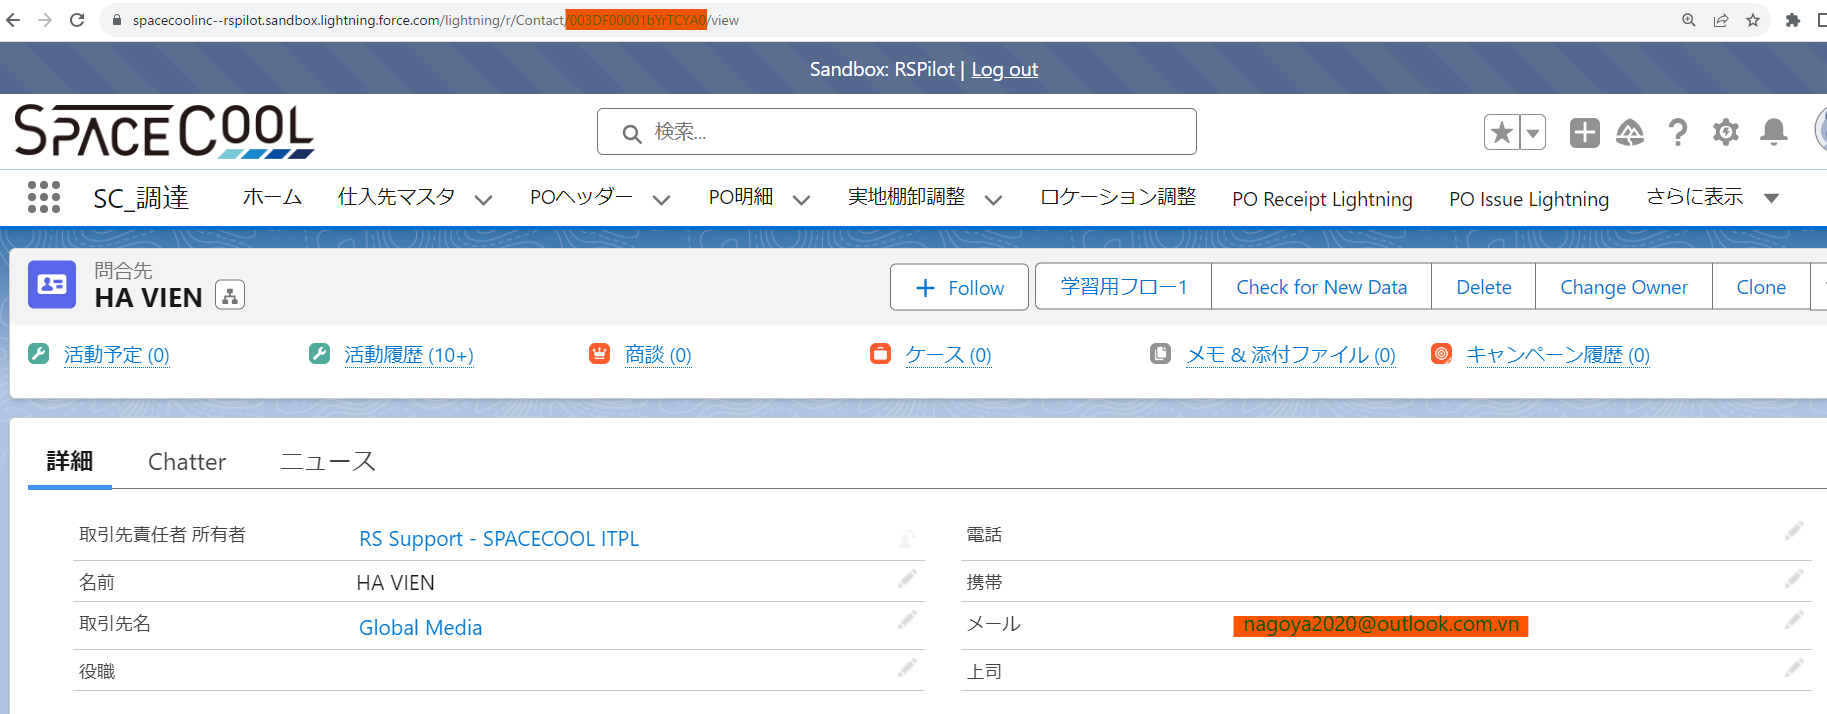 spacecoolinc--rspilot.sandbox.lightning.force.com/lightning/r/Contact/003DF00001bYrTCYA0/view
Sandbox: RSPilot | Log out
SPACECOOL
検索...
SC_調達 ホーム 仕入先マスタ POヘッダー PO明細 実地棚卸調整 ロケーション調整 PO Receipt Lightning PO Issue Lightning さらに表示
問合先
HA VIEN
Follow 学習用フロー1 Check for New Data Delete Change Owner Clone
活動予定 (0) 活動履歴 (10+) 商談 (0) ケース (0) メモ & 添付ファイル (0) キャンペーン履歴 (0)
詳細 Chatter ニュース
取引先責任者 所有者 RS Support - SPACECOOL ITPL 電話
名前 HA VIEN 携帯
取引先名 Global Media メール nagoya2020@outlook.com.vn
役職 上司